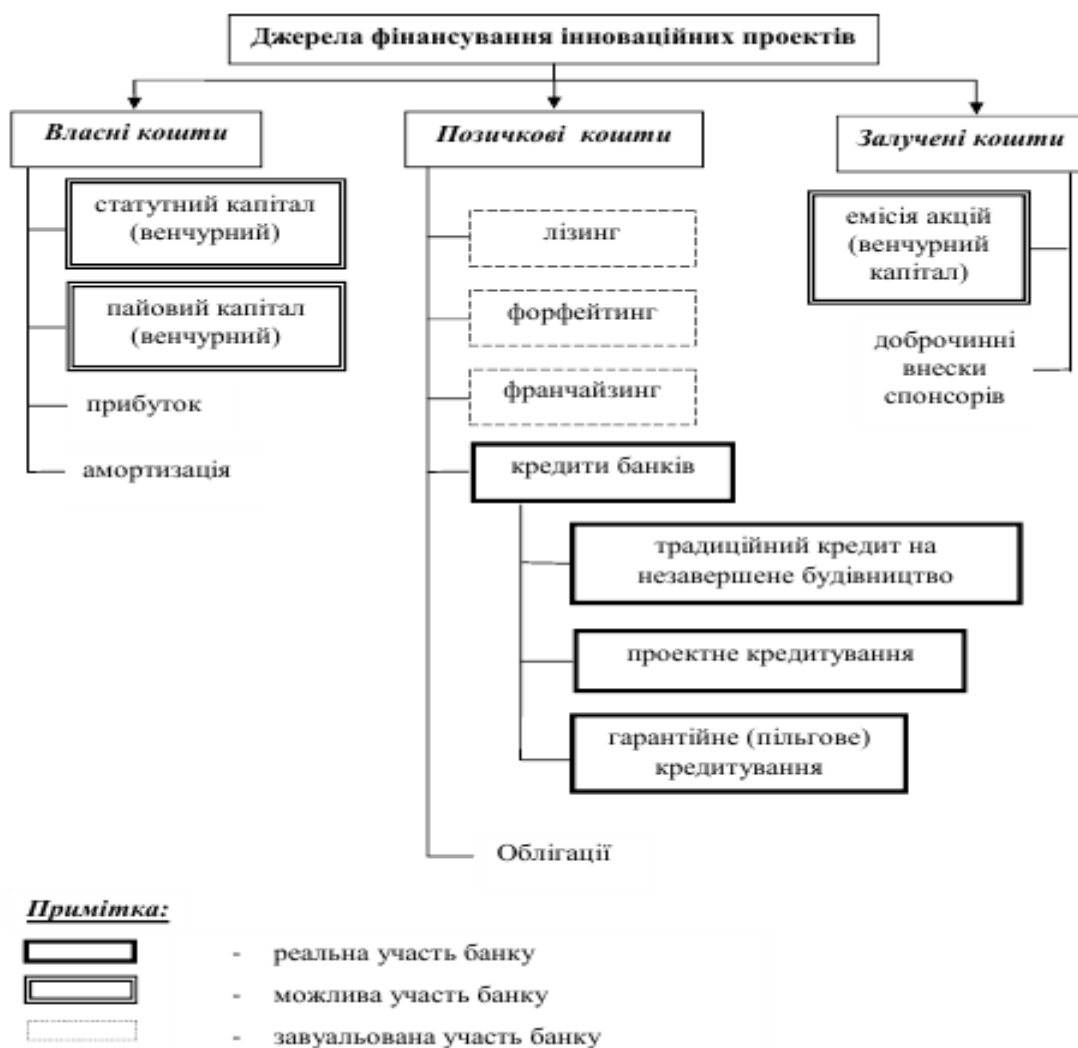 Джерела фінансування інноваційних проектів
Власні кошти
статутний капітал
(венчурний)
пайовий капітал
(венчурний)
прибуток
амортизація
Позичкові кошти
лізинг
форфейтинг
франчайзинг
кредити банків
традиційний кредит на
незавершене будівництво
проектне кредитування
гарантійне (пільгове)
кредитування
Облігації
Залучені кошти
емісія акцій
(венчурний
капітал)
доброчинні
внески
спонсорів
Примітка:
- реальна участь банку
- можлива участь банку
- завуальована участь банку